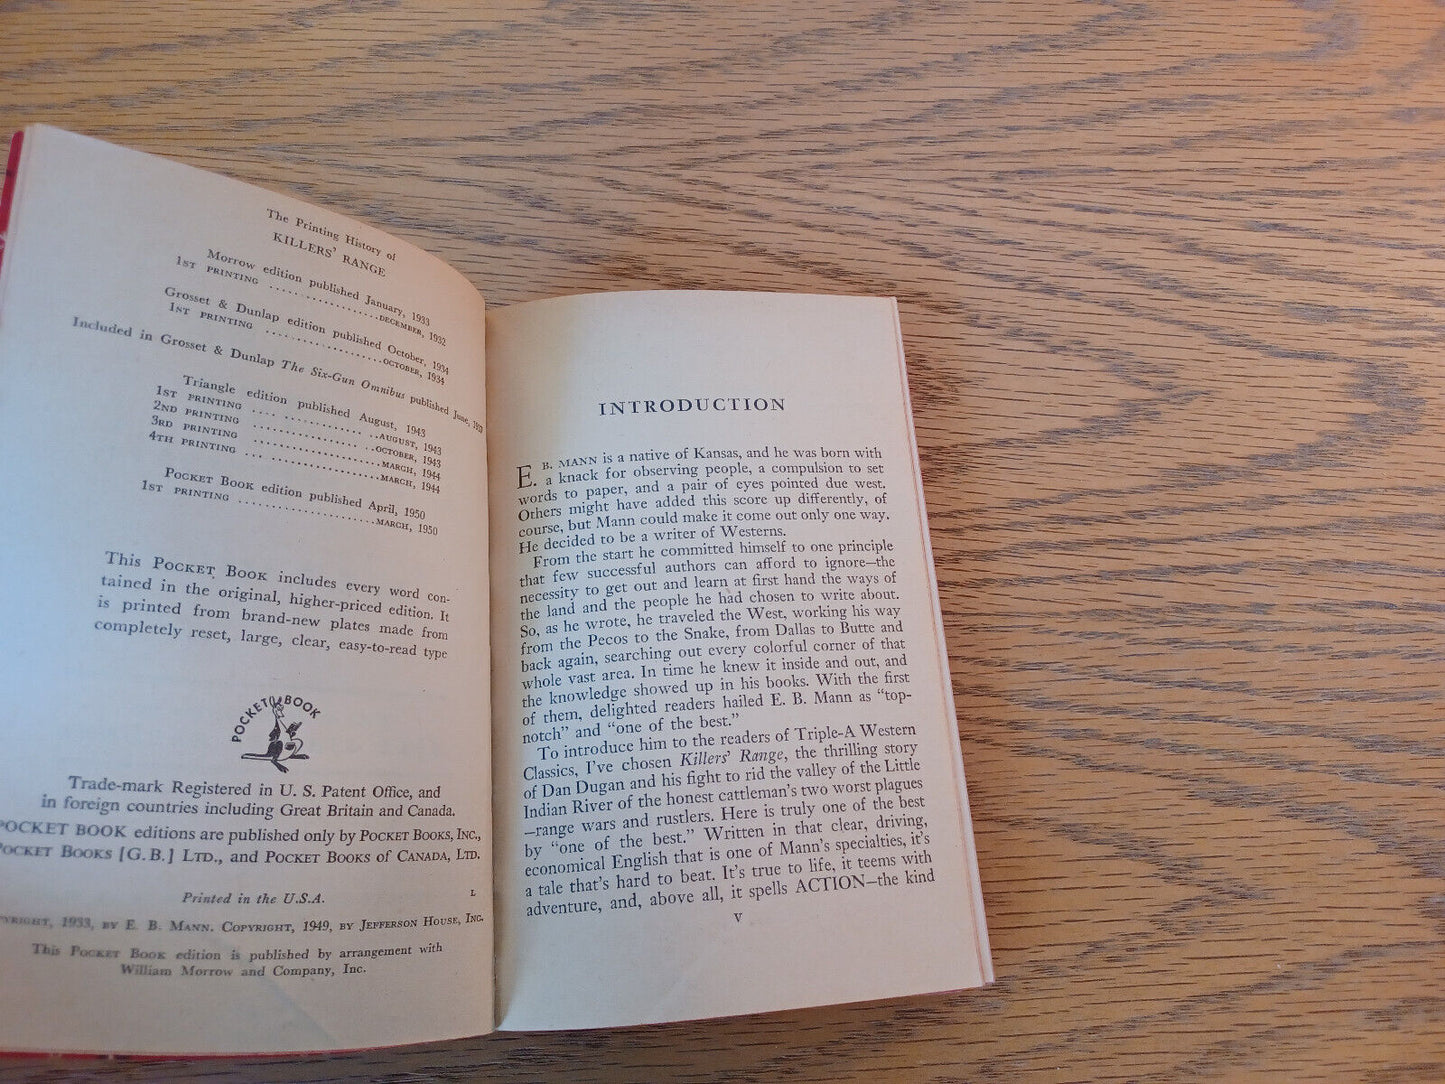 The Printing History of
KILLERS' RANGE
Morrow edition published January, 1933
1ST PRINTING .................... DECEMBER, 1932
Grosset & Dunlap edition published October, 1934
1ST PRINTING .................... OCTOBER, 1934
Included in Grosset & Dunlap The Six-Gun Omnibus published June,
Triangle edition published August, 1943
1ST PRINTING .................... AUGUST, 1943
2ND PRINTING .................... OCTOBER, 1943
3RD PRINTING .................... MARCH, 1944
4TH PRINTING .................... MARCH, 1944
POCKET BOOK edition published April, 1950
1ST PRINTING .................... MARCH, 1950
This POCKET BOOK includes every word con-
tained in the original, higher-priced edition. It
is printed from brand-new plates made from
completely reset, large, clear, easy-to-read type
POCKET BOOK
Trade-mark Registered in U. S. Patent Office, and
in foreign countries including Great Britain and Canada.
POCKET BOOK editions are published only by POCKET BOOKS, INC.,
POCKET BOOKS [G.B.] LTD., and POCKET BOOKS OF CANADA, LTD.
Printed in the U.S.A. L
COPYRIGHT, 1933, BY E. B. MANN. COPYRIGHT, 1949, BY JEFFERSON HOUSE, INC.
This POCKET BOOK edition is published by arrangement with
William Morrow and Company, Inc.
INTRODUCTION
E. B. MANN is a native of Kansas, and he was born with
a knack for observing people, a compulsion to set
words to paper, and a pair of eyes pointed due west.
Others might have added this score up differently, of
course, but Mann could make it come out only one way.
He decided to be a writer of Westerns.
From the start he committed himself to one principle
that few successful authors can afford to ignore—the
necessity to get out and learn at first hand the ways of
the land and the people he had chosen to write about.
So, as he wrote, he traveled the West, working his way
from the Pecos to the Snake, from Dallas to Butte and
back again, searching out every colorful corner of that
whole vast area. In time he knew it inside and out, and
the knowledge showed up in his books. With the first
of them, delighted readers hailed E. B. Mann as "top-
notch" and "one of the best."
To introduce him to the readers of Triple-A Western
Classics, I've chosen Killers' Range, the thrilling story
of Dan Dugan and his fight to rid the valley of the Little
Indian River of the honest cattleman's two worst plagues
—range wars and rustlers. Here is truly one of the best
by "one of the best." Written in that clear, driving,
economical English that is one of Mann's specialties, it's
a tale that's hard to beat. It's true to life, it teems with
adventure, and, above all, it spells ACTION—the kind
V